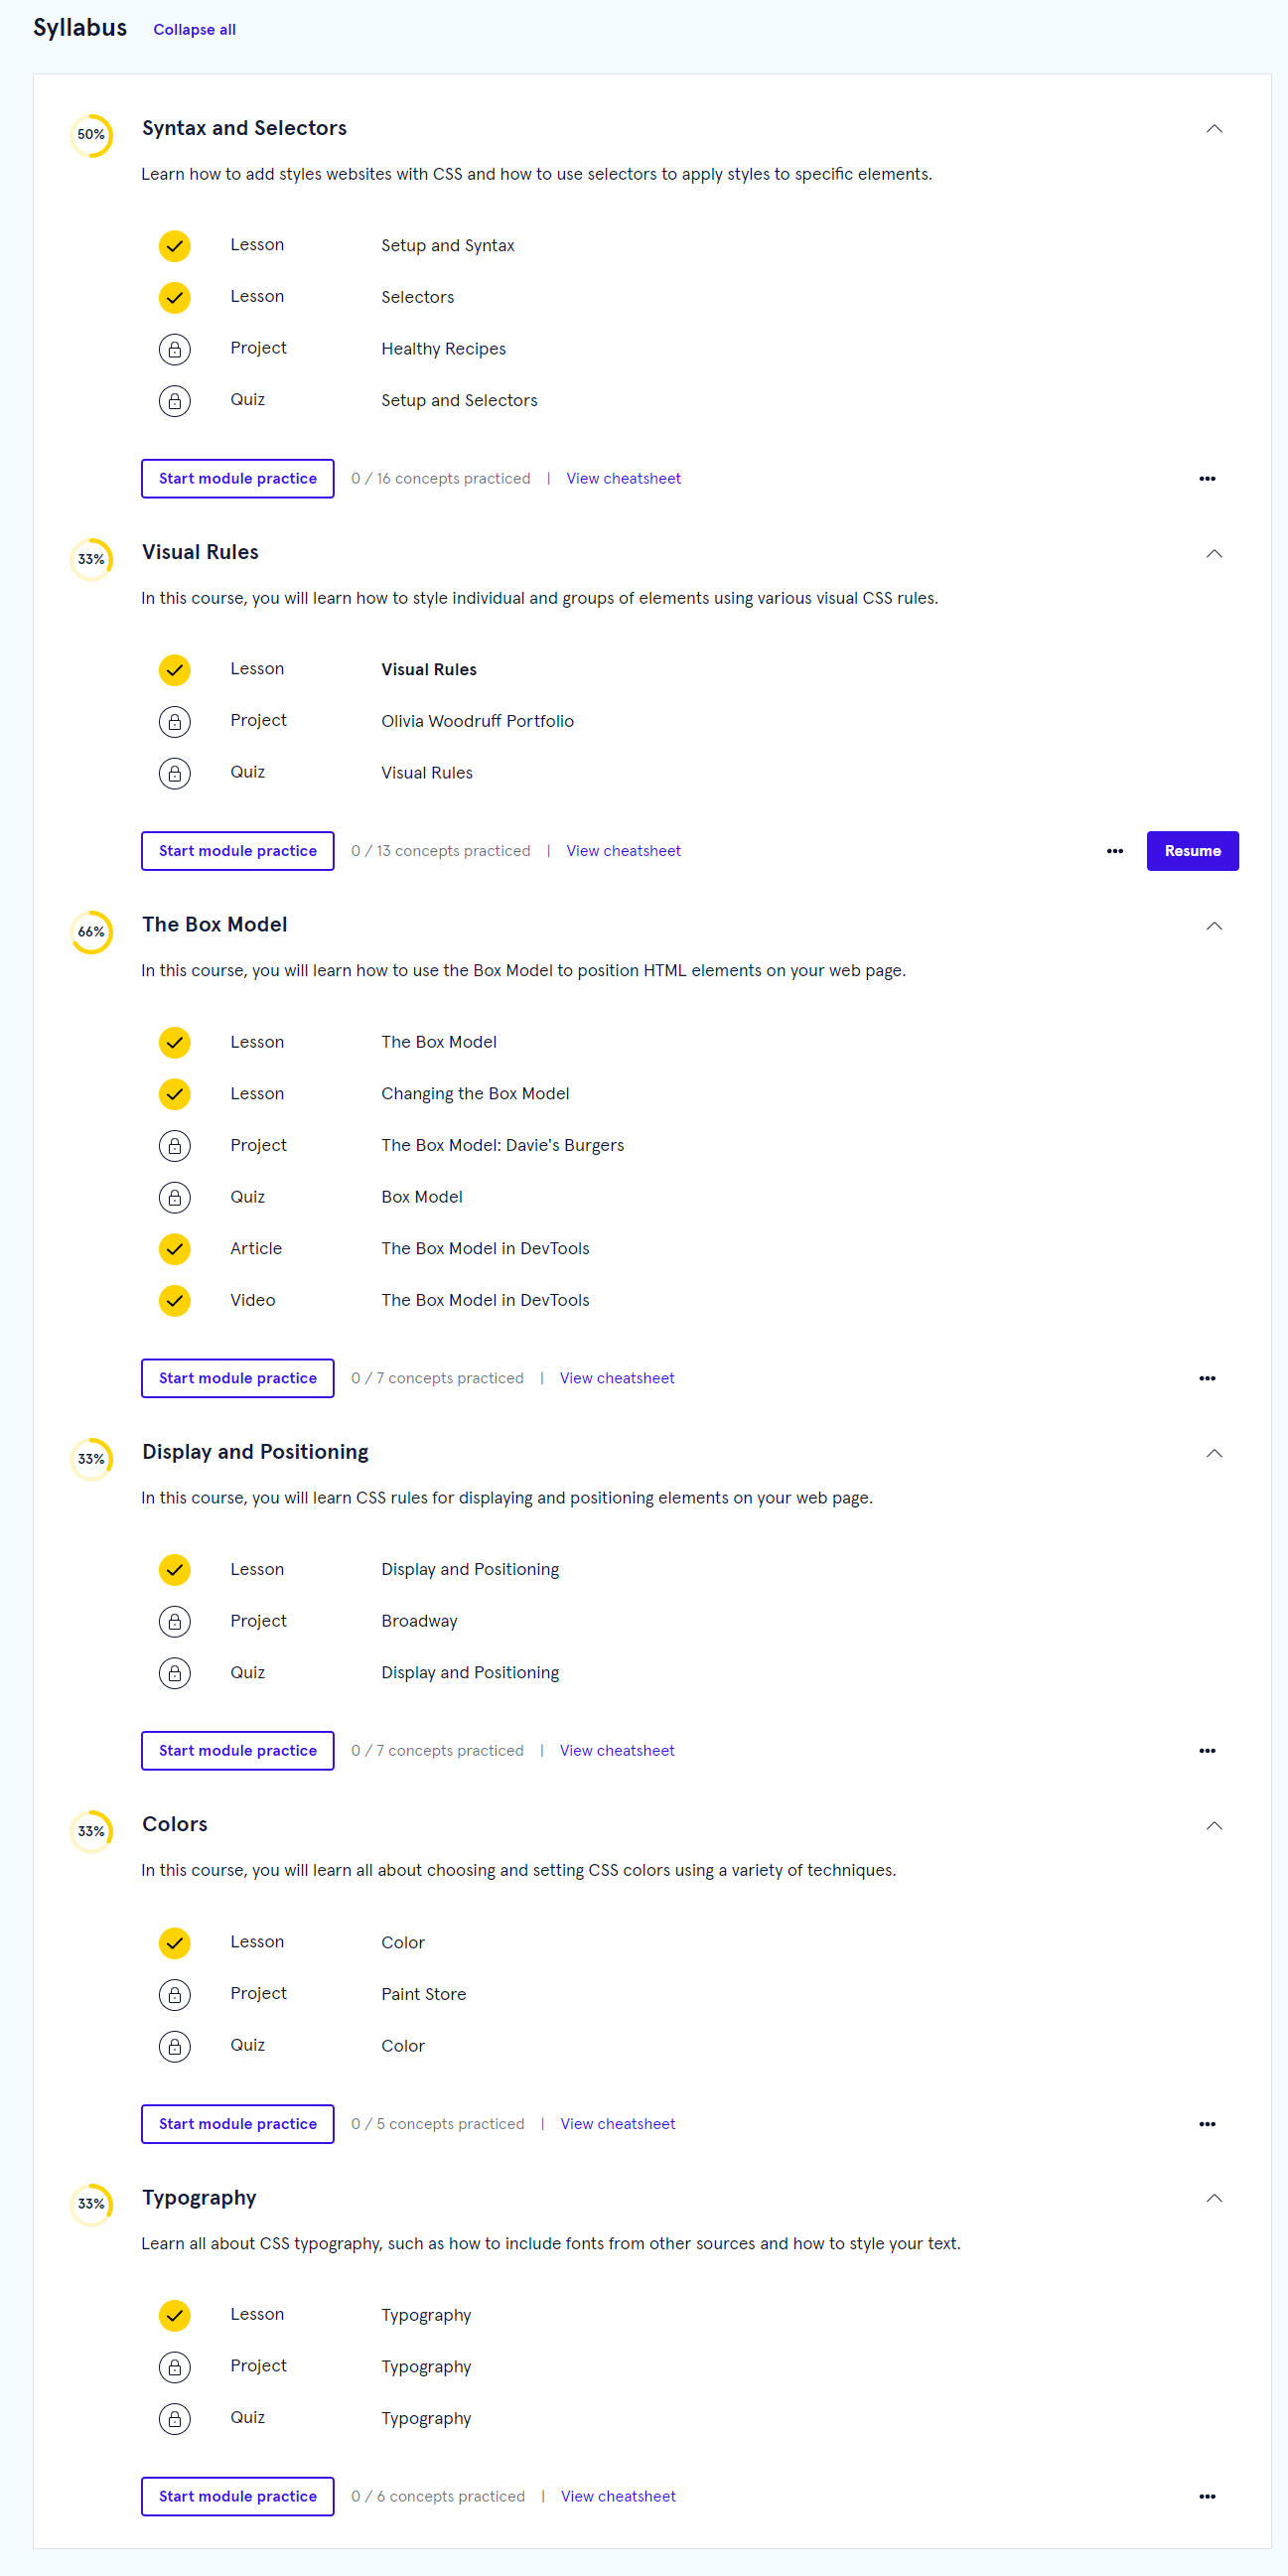 Syllabus Collapse all
50% Syntax and Selectors
Learn how to add styles websites with CSS and how to use selectors to apply styles to specific elements.
Lesson Setup and Syntax
Lesson Selectors
Project Healthy Recipes
Quiz Setup and Selectors
Start module practice 0 / 16 concepts practiced | View cheatsheet •••
33% Visual Rules
In this course, you will learn how to style individual and groups of elements using various visual CSS rules.
Lesson Visual Rules
Project Olivia Woodruff Portfolio
Quiz Visual Rules
Start module practice 0 / 13 concepts practiced | View cheatsheet ••• Resume
66% The Box Model
In this course, you will learn how to use the Box Model to position HTML elements on your web page.
Lesson The Box Model
Lesson Changing the Box Model
Project The Box Model: Davie's Burgers
Quiz Box Model
Article The Box Model in DevTools
Video The Box Model in DevTools
Start module practice 0 / 7 concepts practiced | View cheatsheet •••
33% Display and Positioning
In this course, you will learn CSS rules for displaying and positioning elements on your web page.
Lesson Display and Positioning
Project Broadway
Quiz Display and Positioning
Start module practice 0 / 7 concepts practiced | View cheatsheet •••
33% Colors
In this course, you will learn all about choosing and setting CSS colors using a variety of techniques.
Lesson Color
Project Paint Store
Quiz Color
Start module practice 0 / 5 concepts practiced | View cheatsheet •••
33% Typography
Learn all about CSS typography, such as how to include fonts from other sources and how to style your text.
Lesson Typography
Project Typography
Quiz Typography
Start module practice 0 / 6 concepts practiced | View cheatsheet •••